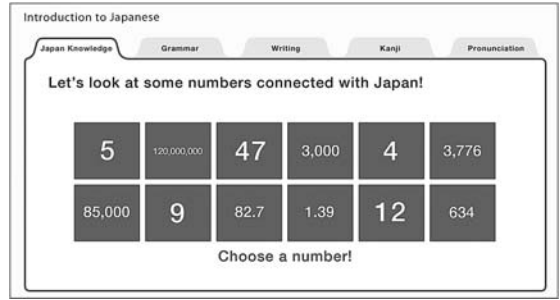 Introduction to Japanese
Japan Knowledge Grammar Writing Kanji Pronunciation
Let's look at some numbers connected with Japan!
5 120,000,000 47 3,000 4 3,776
85,000 9 82.7 1.39 12 634
Choose a number!